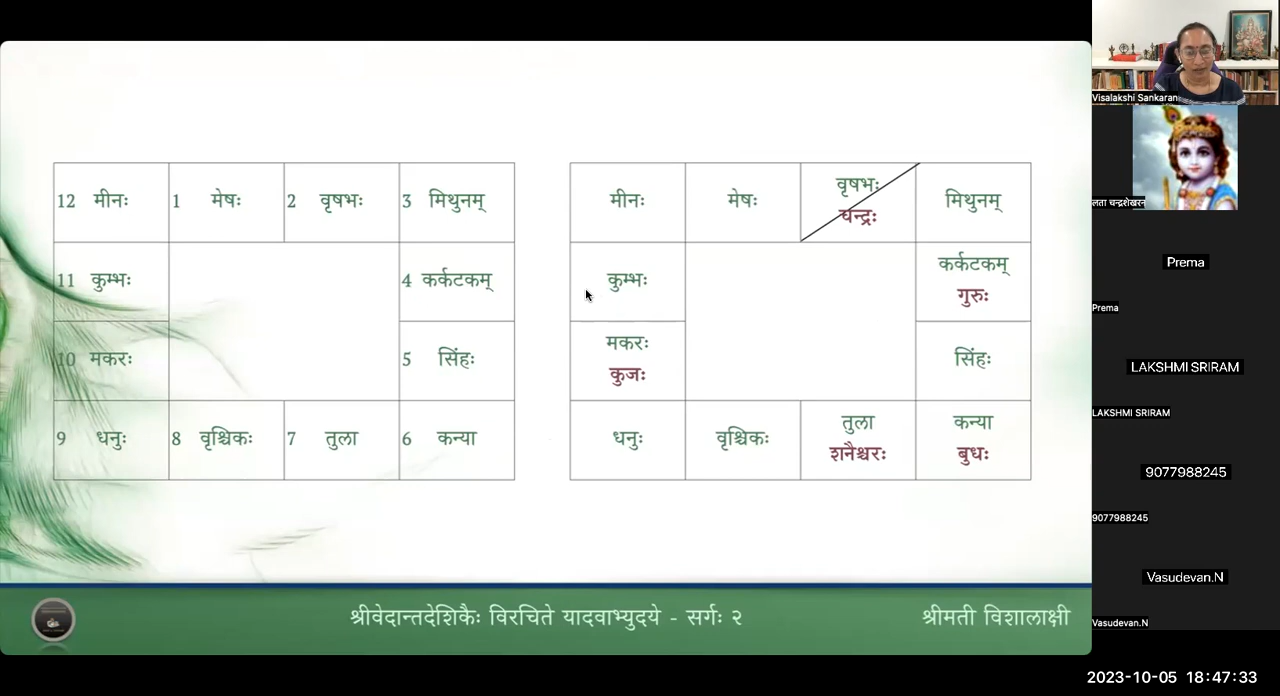 12 मीनः 1 मेषः 2 वृषभः 3 मिथुनम्
11 कुम्भः 4 कर्कटकम्
10 मकरः 5 सिंहः
9 धनुः 8 वृश्चिकः 7 तुला 6 कन्या
मीनः मेषः वृषभः मिथुनम्
चन्द्रः
कुम्भः कर्कटकम्
गुरुः
मकरः सिंहः
कुजः
धनुः वृश्चिकः तुला कन्या
शनैश्चरः बुधः
श्रीवेदान्तदेशिकैः विरचिते यादवाभ्युदये - सर्गः २ श्रीमती विशालाक्षी
Visalakshi Sankaran
लता चन्द्रशेखरन
Prema
Prema
LAKSHMI SRIRAM
LAKSHMI SRIRAM
9077988245
9077988245
Vasudevan.N
Vasudevan.N
2023-10-05 18:47:33